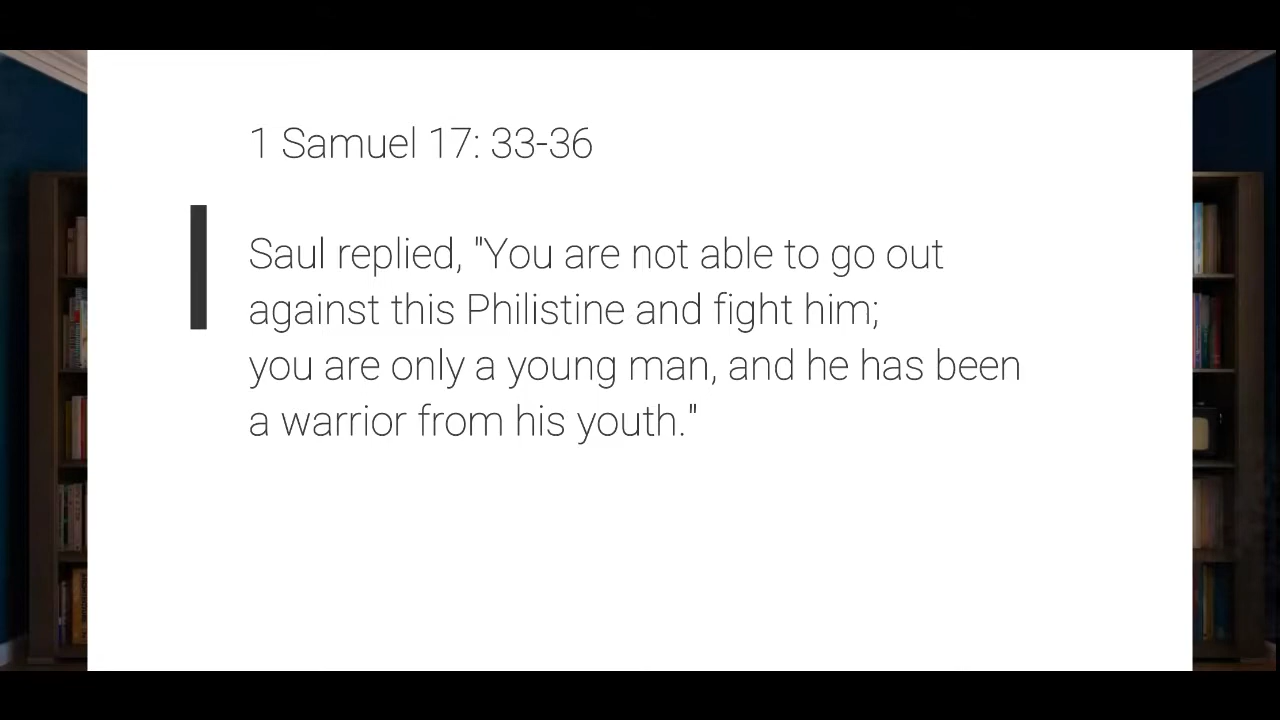 1 Samuel 17: 33-36
Saul replied, "You are not able to go out
against this Philistine and fight him;
you are only a young man, and he has been
a warrior from his youth."